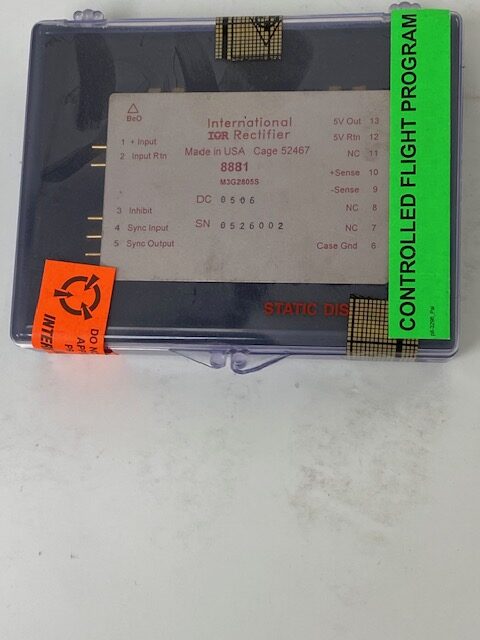 BeO
International
IOR Rectifier
Made in USA Cage 52467
8881
M3G2805S
DC 0505
SN 0526002
1 + Input
2 Input Rtn
3 Inhibit
4 Sync Input
5 Sync Output
5V Out 13
5V Rtn 12
NC 11
+Sense 10
-Sense 9
NC 8
NC 7
Case Gnd 6
STATIC
CONTROLLED FLIGHT PROGRAM